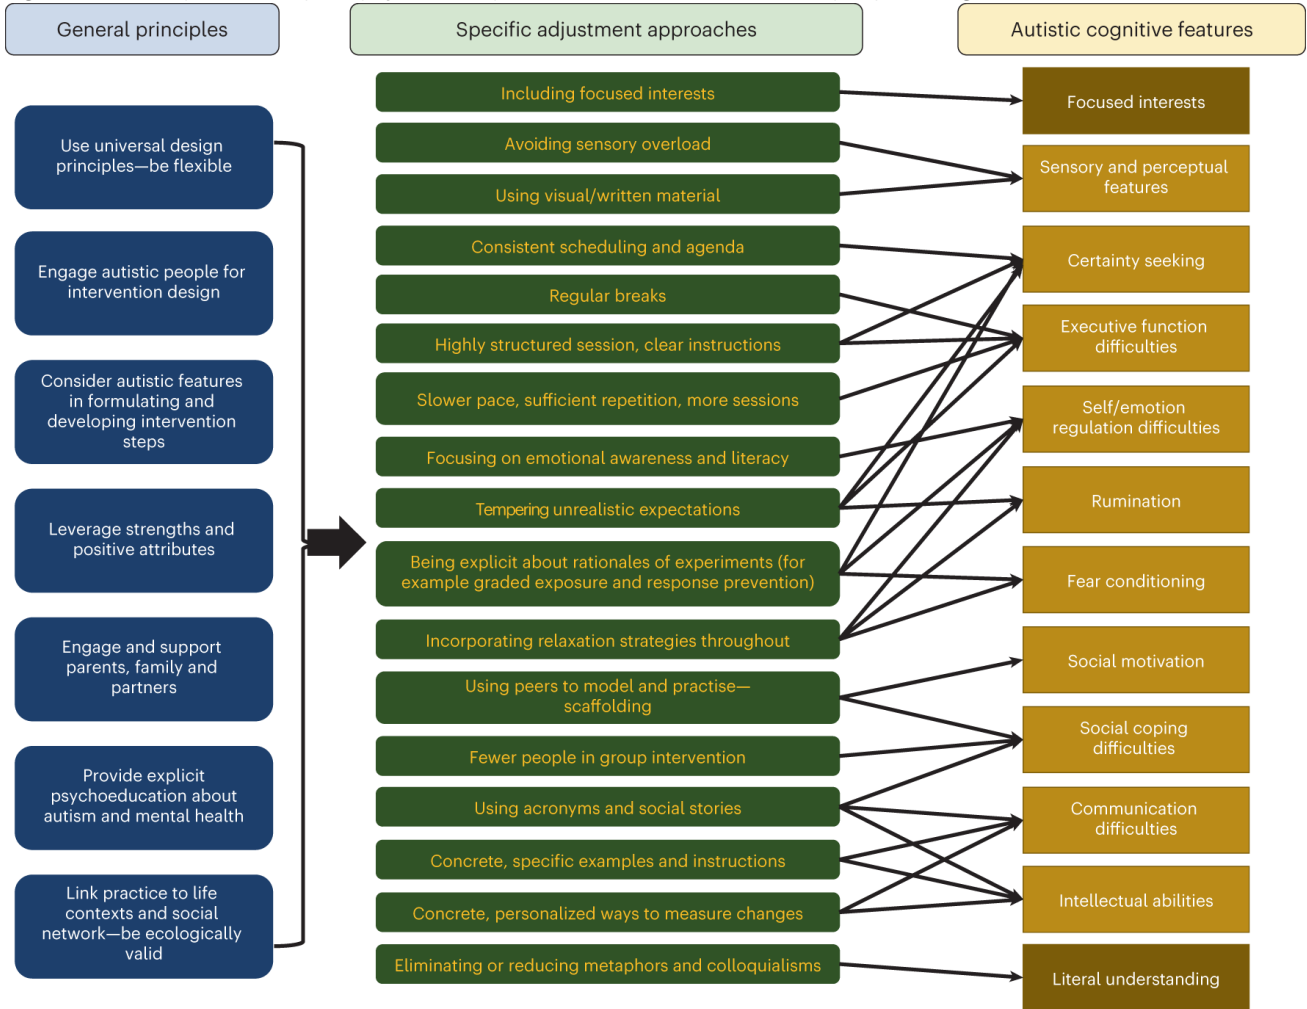 General principles
Specific adjustment approaches
Autistic cognitive features
Use universal design
principles—be flexible
Engage autistic people for
intervention design
Consider autistic features
in formulating and
developing intervention
steps
Leverage strengths and
positive attributes
Engage and support
parents, family and
partners
Provide explicit
psychoeducation about
autism and mental health
Link practice to life
contexts and social
network—be ecologically
valid
Including focused interests
Avoiding sensory overload
Using visual/written material
Consistent scheduling and agenda
Regular breaks
Highly structured session, clear instructions
Slower pace, sufficient repetition, more sessions
Focusing on emotional awareness and literacy
Tempering unrealistic expectations
Being explicit about rationales of experiments (for
example graded exposure and response prevention)
Incorporating relaxation strategies throughout
Using peers to model and practise—
scaffolding
Fewer people in group intervention
Using acronyms and social stories
Concrete, specific examples and instructions
Concrete, personalized ways to measure changes
Eliminating or reducing metaphors and colloquialisms
Focused interests
Sensory and perceptual
features
Certainty seeking
Executive function
difficulties
Self/emotion
regulation difficulties
Rumination
Fear conditioning
Social motivation
Social coping
difficulties
Communication
difficulties
Intellectual abilities
Literal understanding